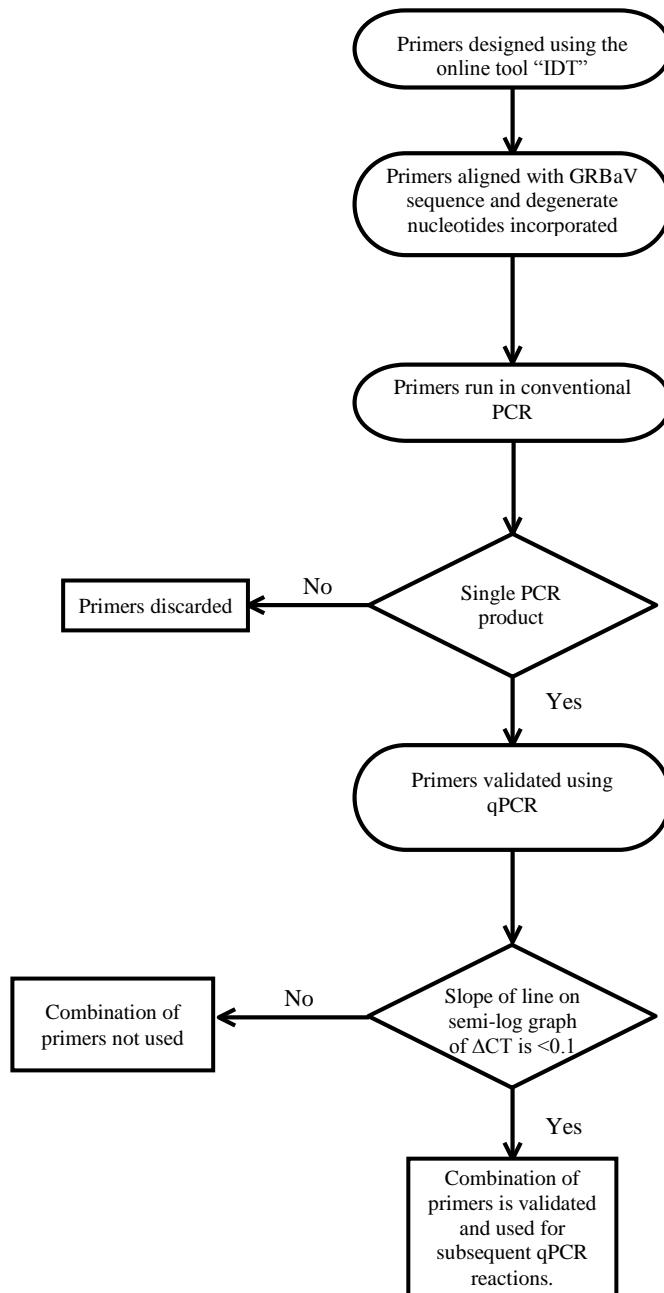 Primers designed using the
online tool “IDT”
Primers aligned with GRBaV
sequence and degenerate
nucleotides incorporated
Primers run in conventional
PCR
Single PCR
product
No
Primers discarded
Yes
Primers validated using
qPCR
Slope of line on
semi-log graph
of ΔCT is <0.1
No
Combination of
primers not used
Yes
Combination of
primers is validated
and used for
subsequent qPCR
reactions.